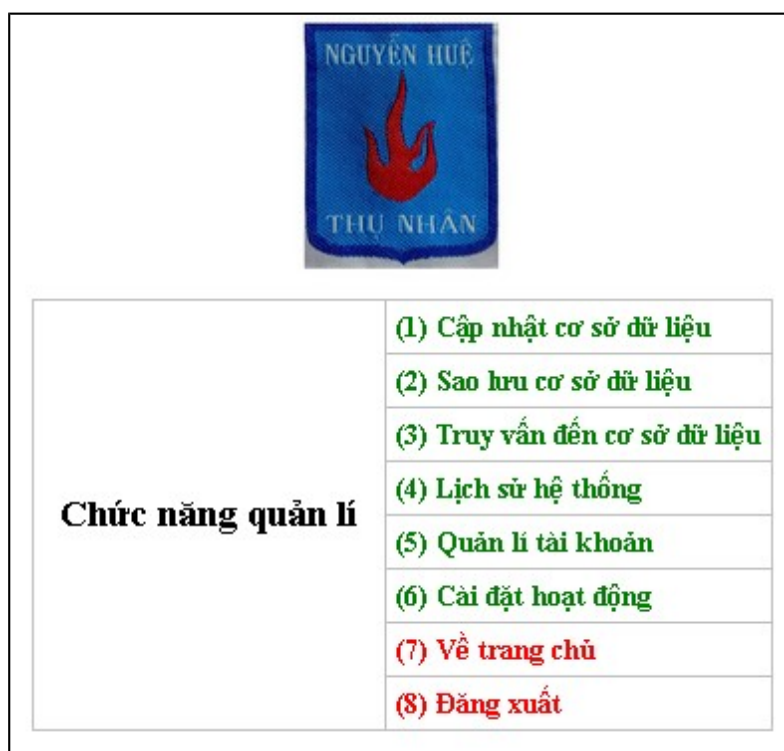 NGUYỄN HUỆ
THỤ NHÂN
Chức năng quản lí
(1) Cập nhật cơ sở dữ liệu
(2) Sao lưu cơ sở dữ liệu
(3) Truy vấn đến cơ sở dữ liệu
(4) Lịch sử hệ thống
(5) Quản lí tài khoản
(6) Cài đặt hoạt động
(7) Về trang chủ
(8) Đăng xuất